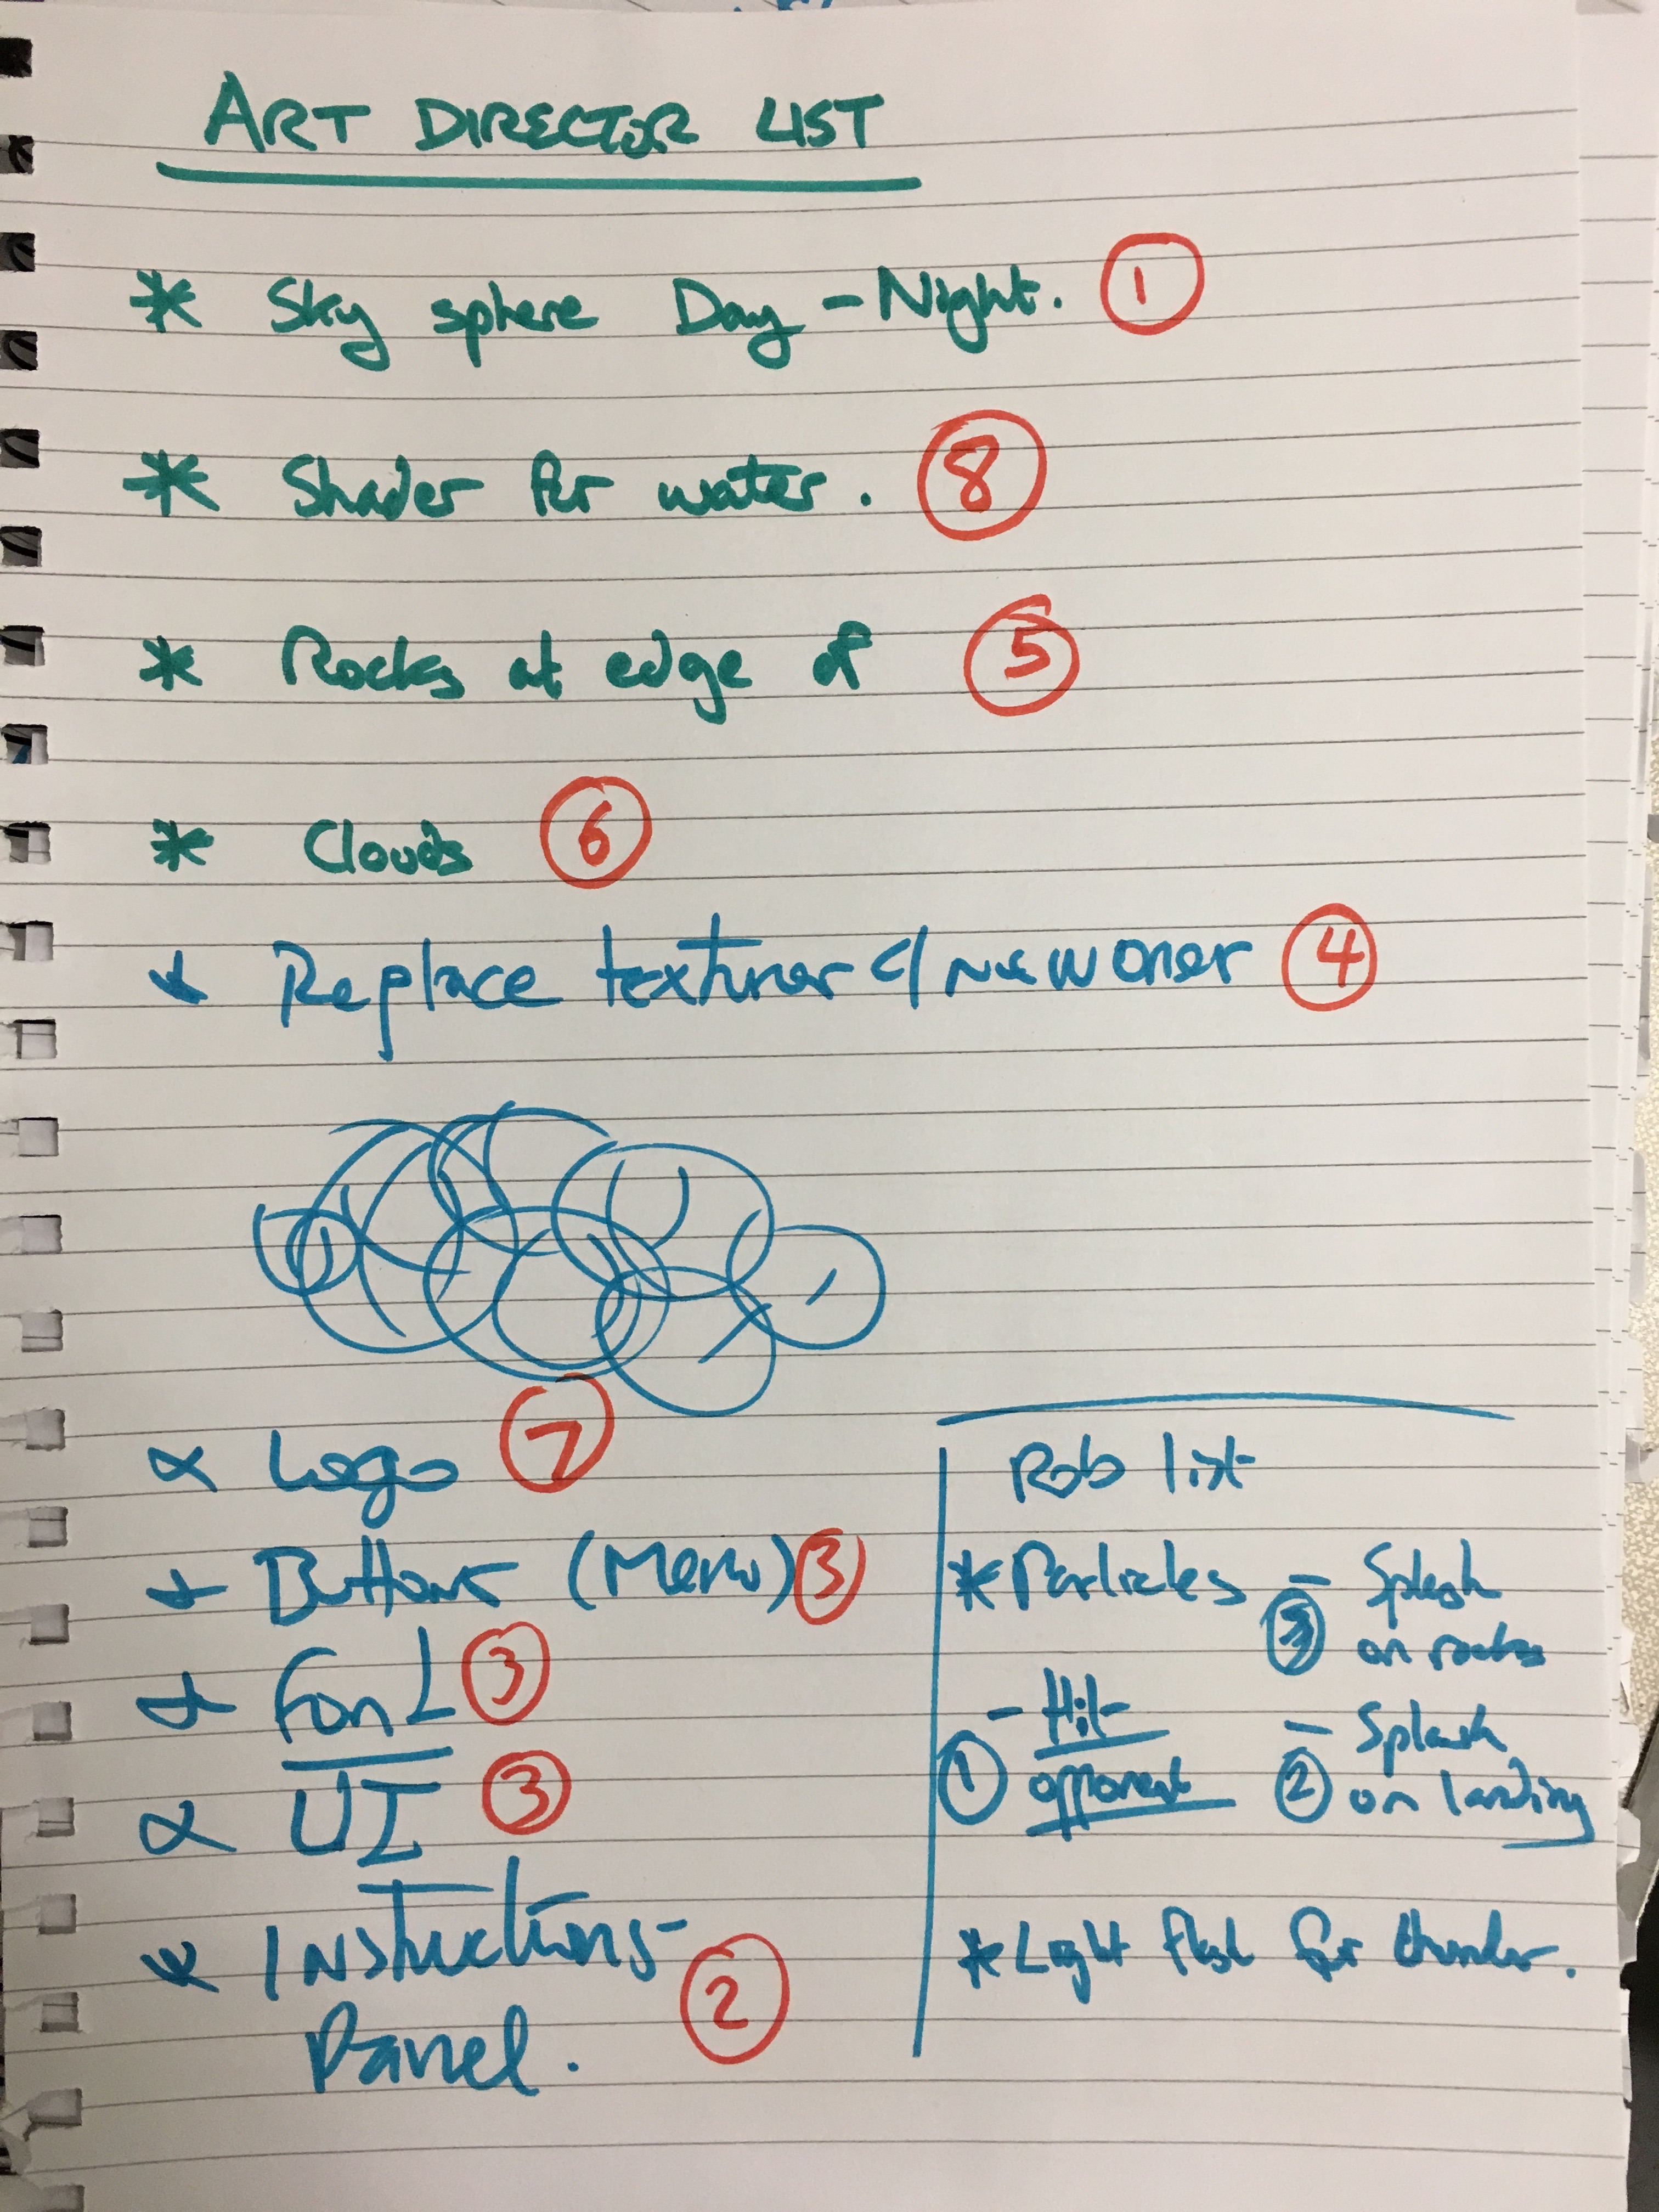 ART DIRECTOR LIST
* Sky sphere Day - Night. 1
* Shader for water. 8
* Rocks at edge of 5
* Clouds 6
* Replace textures c/ new ones 4
* Logo 7
* Buttons (Menu) 3
* Font 3
* UI 3
* Instuctions-
Panel. 2
Rob list
* Particles - Splash
3 on rocks
- Hit
1 opponent
- Splash
2 on landing
* Light flash for thunder.